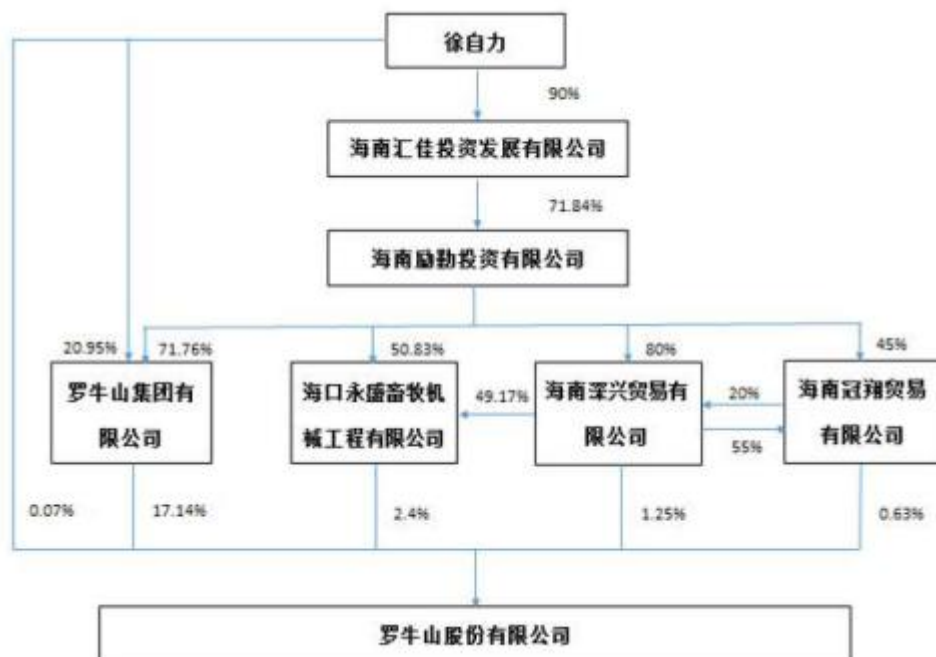 徐自力
90%
海南汇佳投资发展有限公司
71.84%
海南励勤投资有限公司
20.95%
71.76%
50.83%
80%
45%
罗牛山集团有
限公司
海口永盛畜牧机
械工程有限公司
49.17%
海南深兴贸易有
限公司
20%
55%
海南冠翔贸易
有限公司
0.07%
17.14%
2.4%
1.25%
0.63%
罗牛山股份有限公司